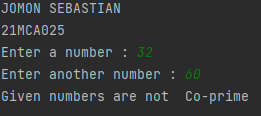 JOMON SEBASTIAN
21MCA025
Enter a number : 32
Enter another number : 60
Given numbers are not  Co-prime